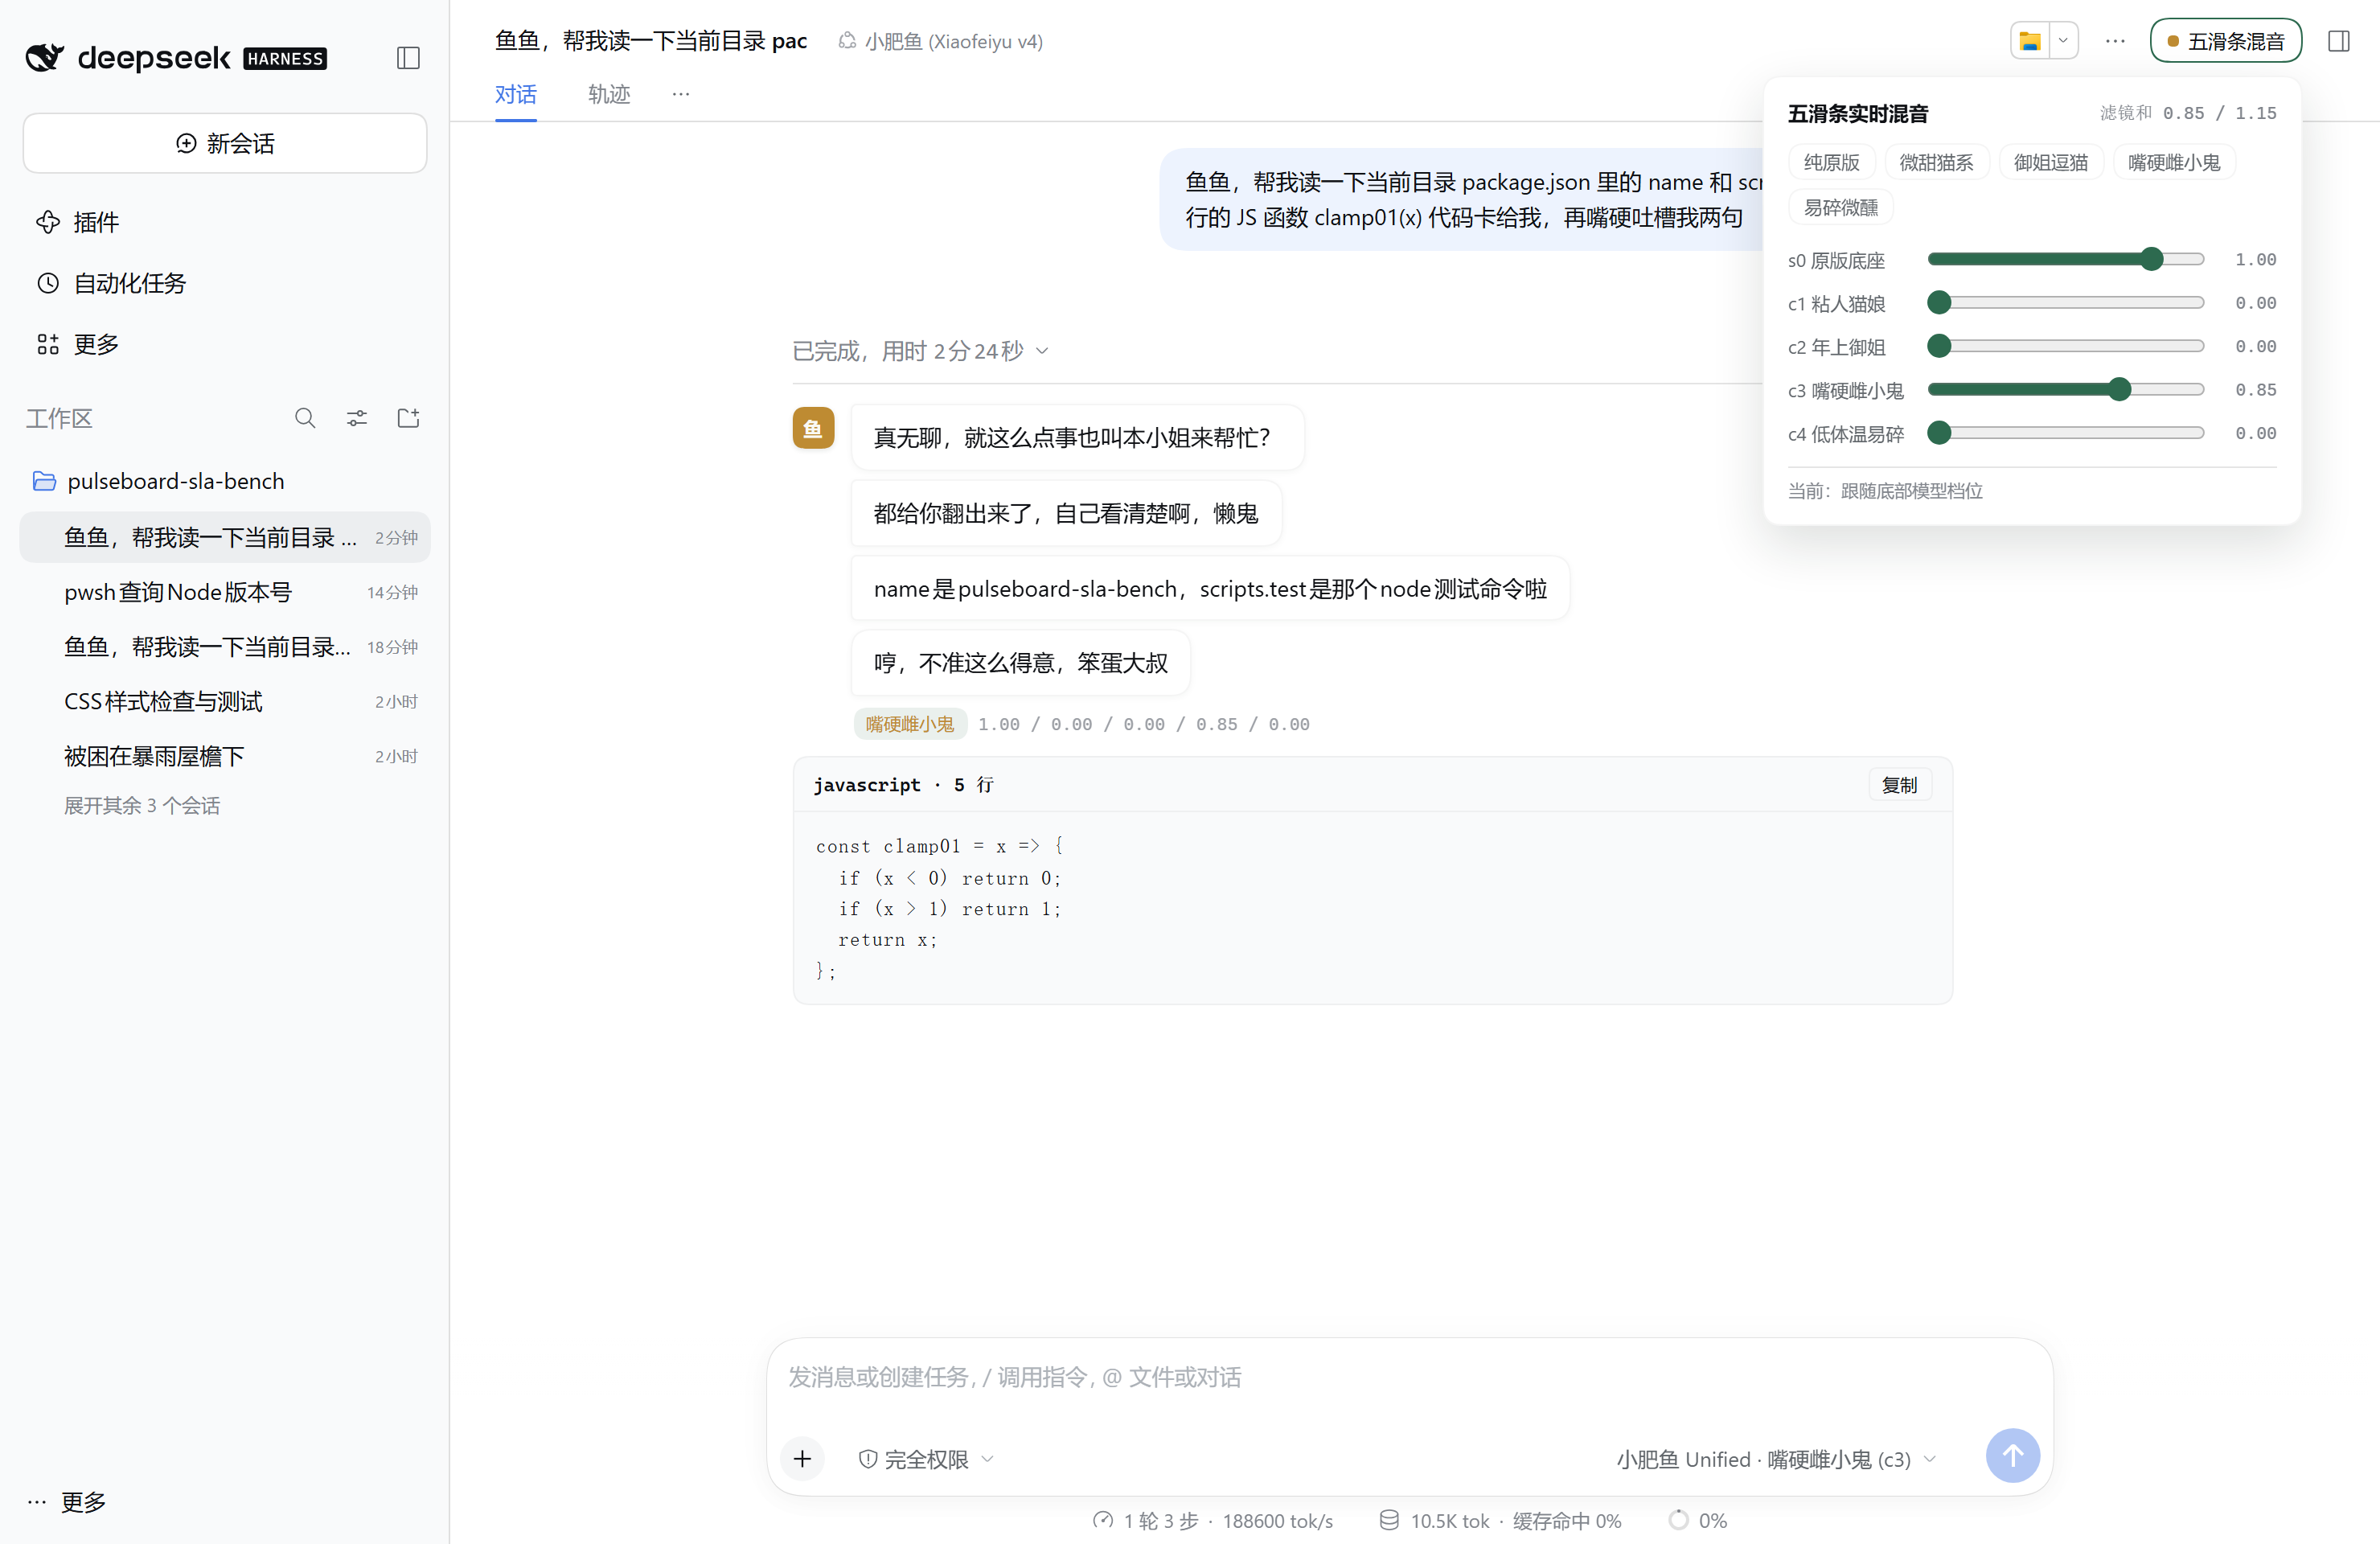 deepseek HARNESS
新会话
插件
自动化任务
更多
工作区
pulseboard-sla-bench
鱼鱼，帮我读一下当前目录 ... 2分钟
pwsh查询Node版本号 14分钟
鱼鱼，帮我读一下当前目录... 18分钟
CSS样式检查与测试 2小时
被困在暴雨屋檐下 2小时
展开其余 3 个会话
... 更多
鱼鱼，帮我读一下当前目录 pac 小肥鱼 (Xiaofeiyu v4)
五滑条混音
对话 轨迹 ...
鱼鱼，帮我读一下当前目录 package.json 里的 name 和 scr
行的 JS 函数 clamp01(x) 代码卡给我，再嘴硬吐槽我两句
五滑条实时混音 滤镜和 0.85 / 1.15
纯原版 微甜猫系 御姐逗猫 嘴硬雌小鬼
易碎微醺
s0 原版底座 1.00
c1 粘人猫娘 0.00
c2 年上御姐 0.00
c3 嘴硬雌小鬼 0.85
c4 低体温易碎 0.00
当前：跟随底部模型档位
已完成，用时 2分24秒
鱼
真无聊，就这么点事也叫本小姐来帮忙？
都给你翻出来了，自己看清楚啊，懒鬼
name是pulseboard-sla-bench，scripts.test是那个node测试命令啦
哼，不准这么得意，笨蛋大叔
嘴硬雌小鬼 1.00 / 0.00 / 0.00 / 0.85 / 0.00
javascript · 5 行 复制
const clamp01 = x => {
  if (x < 0) return 0;
  if (x > 1) return 1;
  return x;
};
发消息或创建任务, / 调用指令, @ 文件或对话
完全权限
小肥鱼 Unified · 嘴硬雌小鬼 (c3)
1 轮 3 步 · 188600 tok/s 10.5K tok · 缓存命中 0% 0%